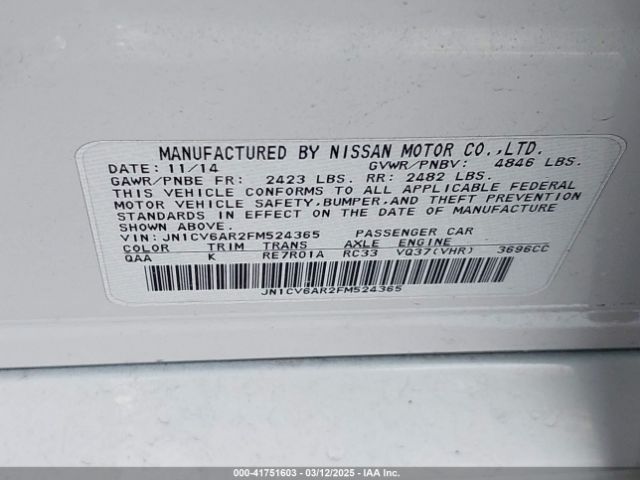 MANUFACTURED BY NISSAN MOTOR CO.,LTD.
DATE: 11/14 GVWR/PNBV: 4846 LBS.
GAWR/PNBE FR: 2423 LBS. RR: 2482 LBS.
THIS VEHICLE CONFORMS TO ALL APPLICABLE FEDERAL
MOTOR VEHICLE SAFETY,BUMPER,AND THEFT PREVENTION
STANDARDS IN EFFECT ON THE DATE OF MANUFACTURE
SHOWN ABOVE.
VIN: JN1CV6AR2FM524365 PASSENGER CAR
COLOR TRIM TRANS AXLE ENGINE
QAA K RE7R01A RC33 VQ37(VHR) 3696CC
JN1CV6AR2FM524365
000-41751603 - 03/12/2025 - IAA Inc.